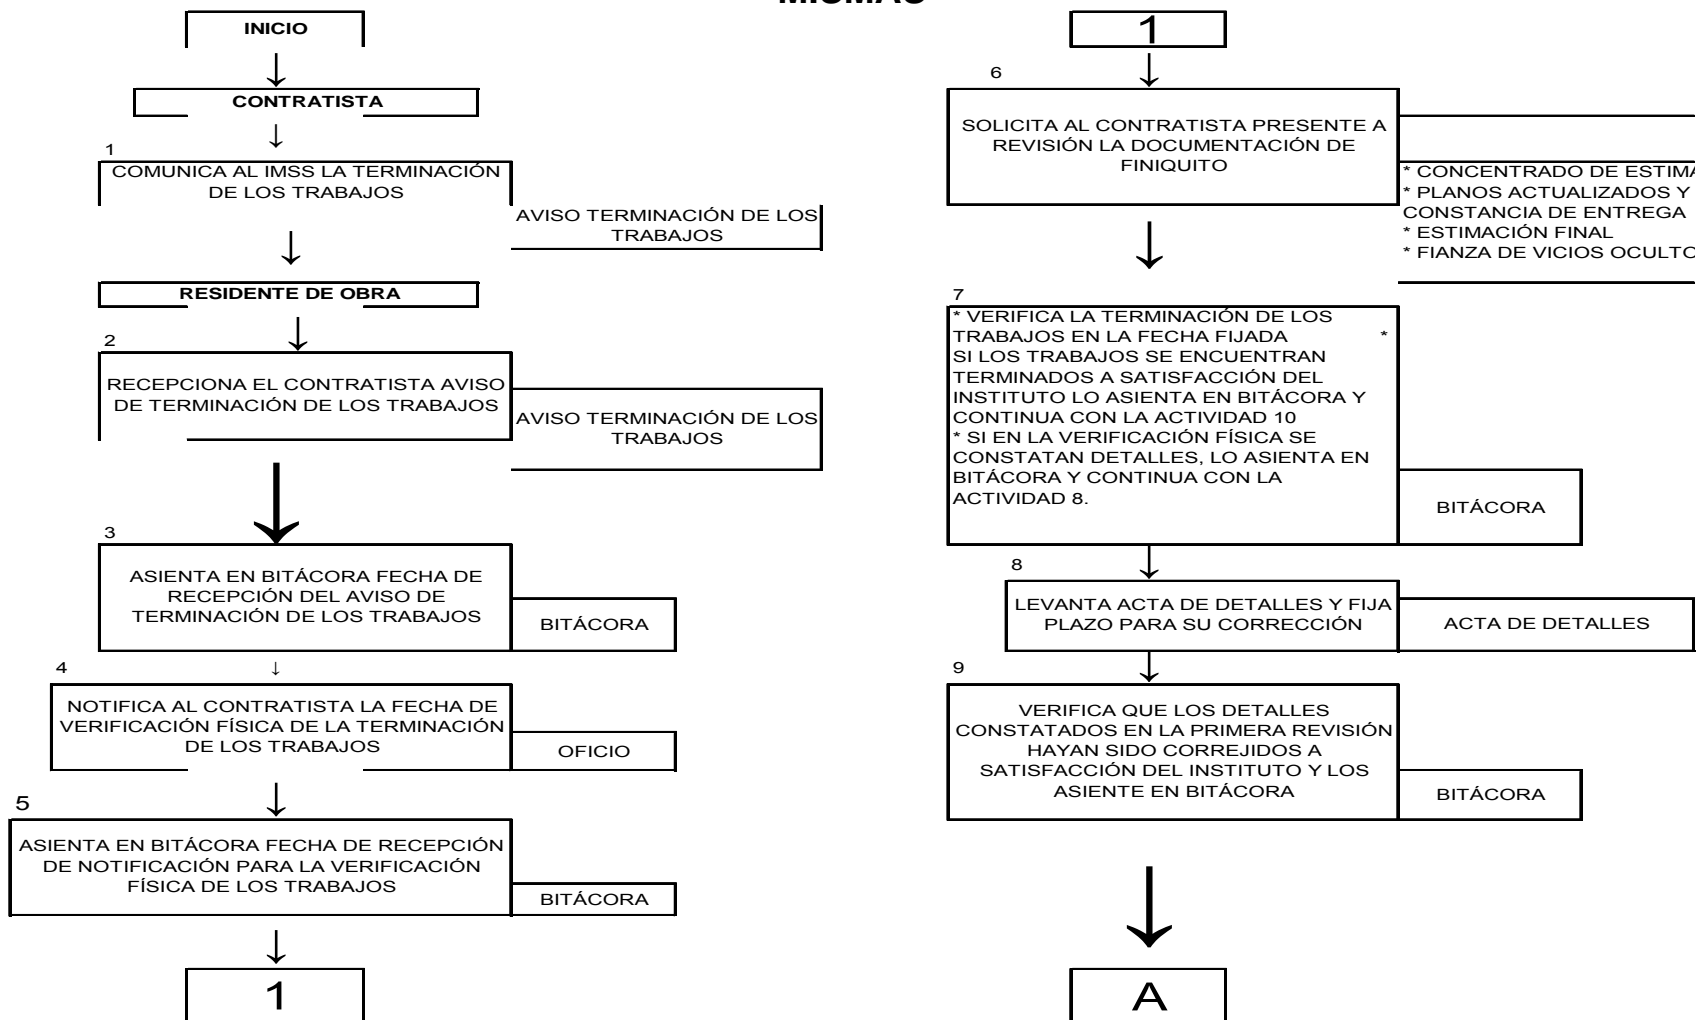 INICIO
CONTRATISTA
1
COMUNICA AL IMSS LA TERMINACIÓN
DE LOS TRABAJOS
AVISO TERMINACIÓN DE LOS
TRABAJOS
RESIDENTE DE OBRA
2
RECEPCIONA EL CONTRATISTA AVISO
DE TERMINACIÓN DE LOS TRABAJOS
AVISO TERMINACIÓN DE LOS
TRABAJOS
3
ASIENTA EN BITÁCORA FECHA DE
RECEPCIÓN DEL AVISO DE
TERMINACIÓN DE LOS TRABAJOS
BITÁCORA
4
NOTIFICA AL CONTRATISTA LA FECHA DE
VERIFICACIÓN FÍSICA DE LA TERMINACIÓN
DE LOS TRABAJOS
OFICIO
5
ASIENTA EN BITÁCORA FECHA DE RECEPCIÓN
DE NOTIFICACIÓN PARA LA VERIFICACIÓN
FÍSICA DE LOS TRABAJOS
BITÁCORA
1
1
6
SOLICITA AL CONTRATISTA PRESENTE A
REVISIÓN LA DOCUMENTACIÓN DE
FINIQUITO
* CONCENTRADO DE
* PLANOS ACTUALIZADOS Y
CONSTANCIA DE ENTREGA
* ESTIMACIÓN FINAL
* FIANZA DE VICIOS
7
* VERIFICA LA TERMINACIÓN DE LOS
TRABAJOS EN LA FECHA FIJADA *
SI LOS TRABAJOS SE ENCUENTRAN
TERMINADOS A SATISFACCIÓN DEL
INSTITUTO LO ASIENTA EN BITÁCORA Y
CONTINUA CON LA ACTIVIDAD 10
* SI EN LA VERIFICACIÓN FÍSICA SE
CONSTATAN DETALLES, LO ASIENTA EN
BITÁCORA Y CONTINUA CON LA
ACTIVIDAD 8.
BITÁCORA
8
LEVANTA ACTA DE DETALLES Y FIJA
PLAZO PARA SU CORRECCIÓN
ACTA DE DETALLES
9
VERIFICA QUE LOS DETALLES
CONSTATADOS EN LA PRIMERA REVISIÓN
HAYAN SIDO CORREJIDOS A
SATISFACCIÓN DEL INSTITUTO Y LOS
ASIENTE EN BITÁCORA
BITÁCORA
A